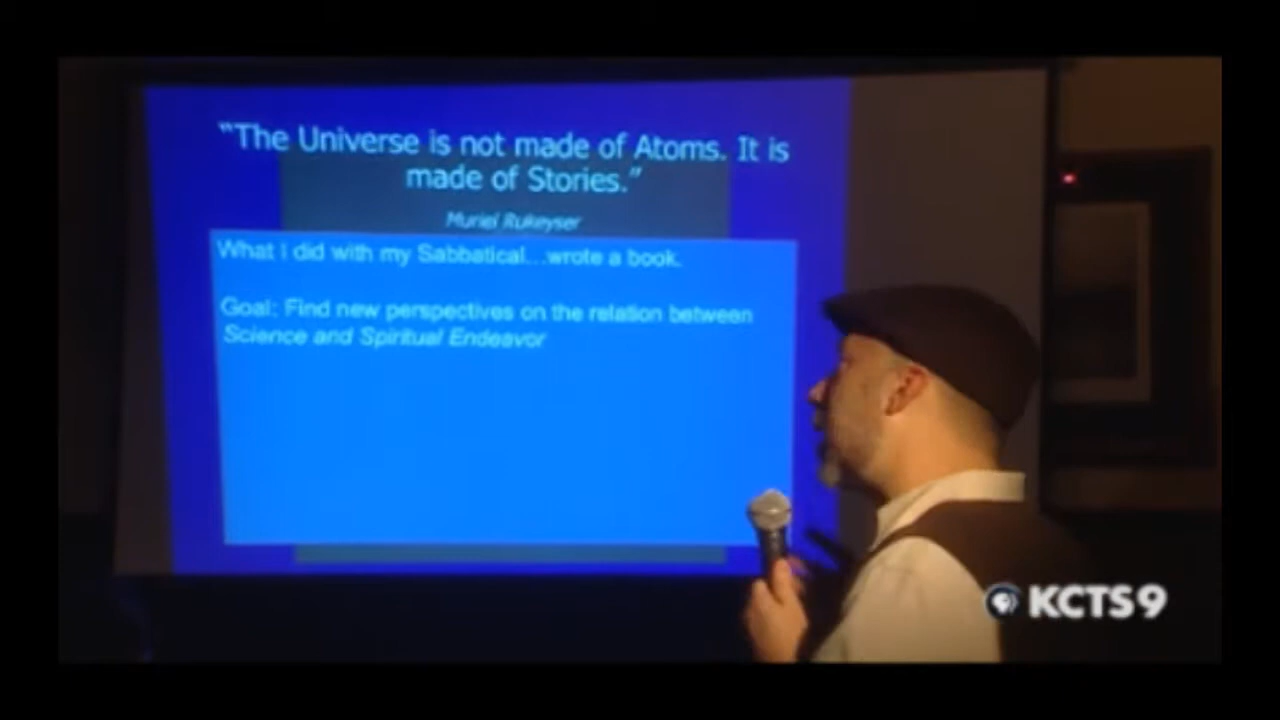 “The Universe is not made of Atoms. It is
made of Stories.”
Muriel Rukeyser
What I did with my Sabbatical...wrote a book.
Goal: Find new perspectives on the relation between
Science and Spiritual Endeavor
KCTS9